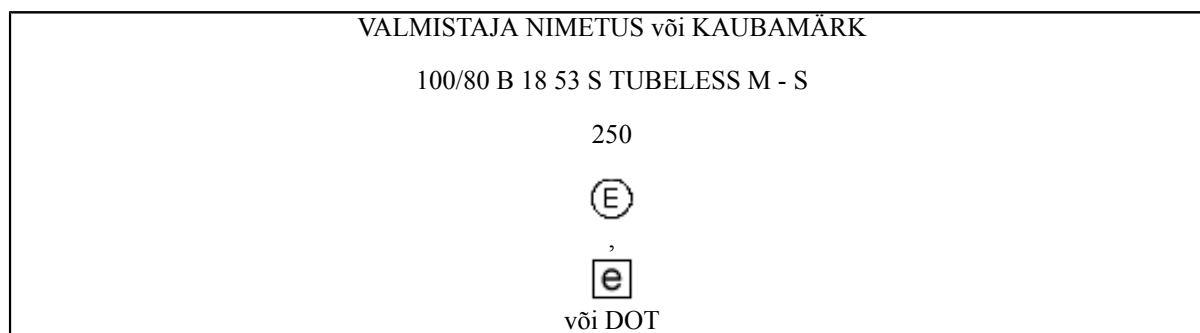 VALMISTAJA NIMETUS või KAUBAMÄRK
100/80 B 18 53 S TUBELESS M - S
250
E
,
e
või DOT